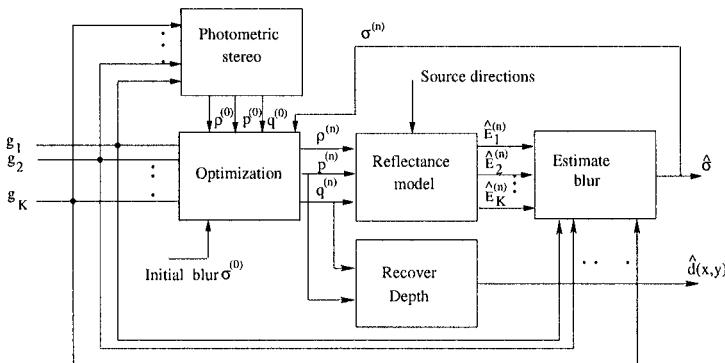 Photometric
stereo
σ^(n)
Source directions
ρ^(0) p^(0) q^(0)
g_1
g_2
g_K
Optimization
ρ^(n)
p^(n)
q^(n)
Reflectance
model
Ê_1^(n)
Ê_2^(n)
Ê_K^(n)
Estimate
blur
σ̂
Initial blur σ^(0)
Recover
Depth
d̂(x,y)